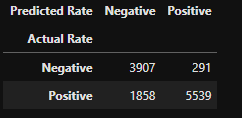 Predicted Rate Negative Positive
Actual Rate
Negative 3907 291
Positive 1858 5539